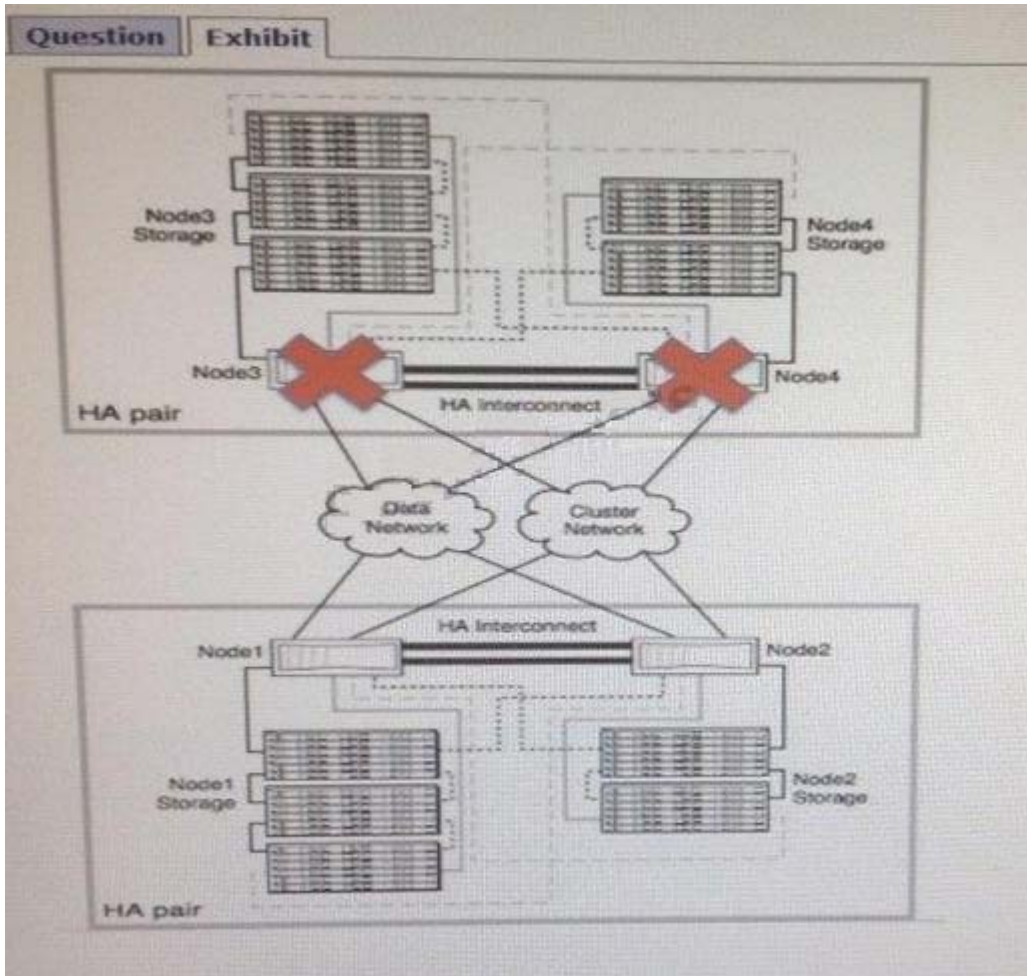 Question Exhibit
Node3
Storage
Node4
Storage
Node3
Node4
HA Interconnect
HA pair
Data
Network
Cluster
Network
HA Interconnect
Node1
Node2
Node1
Storage
Node2
Storage
HA pair